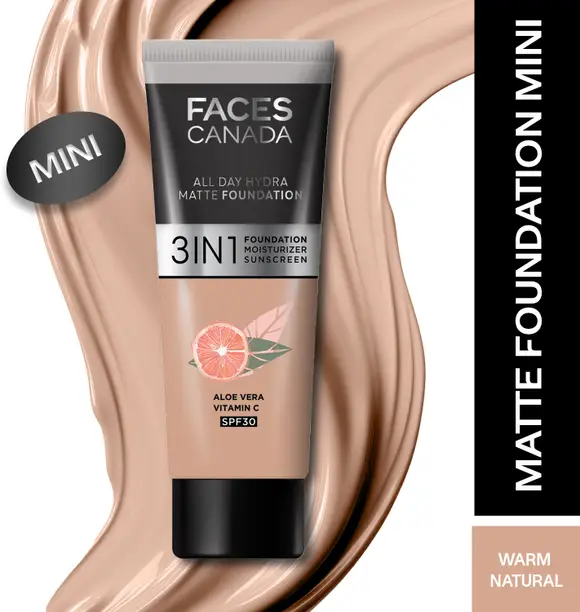 MINI
FACES
CANADA
ALL DAY HYDRA
MATTE FOUNDATION
3IN1
FOUNDATION
MOISTURIZER
SUNSCREEN
ALOE VERA
VITAMIN C
SPF30
MATTE FOUNDATION MINI
WARM
NATURAL